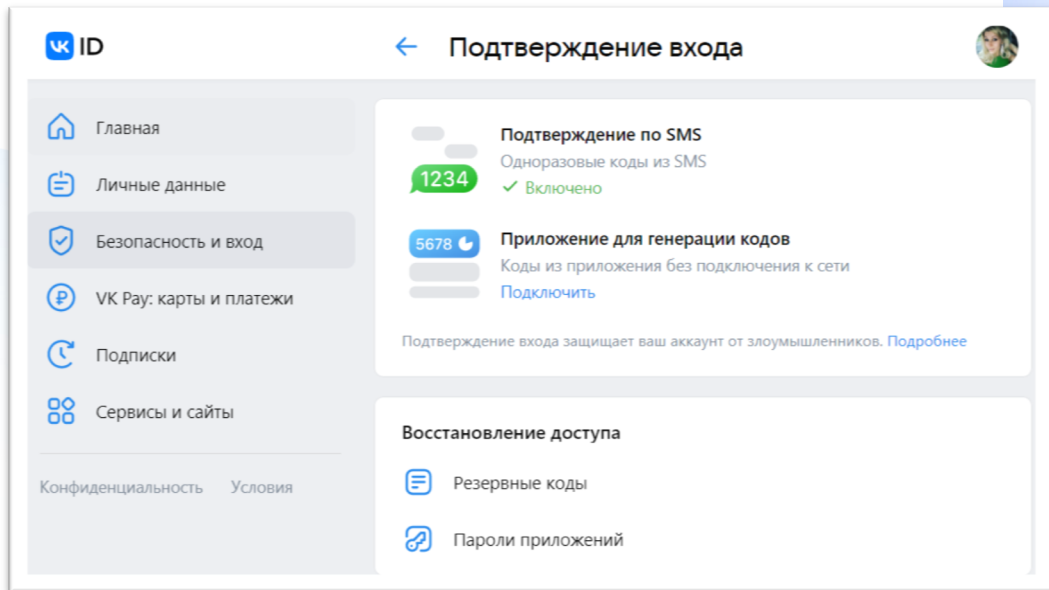 VK ID
Подтверждение входа
Главная
Личные данные
Безопасность и вход
VK Pay: карты и платежи
Подписки
Сервисы и сайты
Конфиденциальность Условия
1234
Подтверждение по SMS
Одноразовые коды из SMS
Включено
5678
Приложение для генерации кодов
Коды из приложения без подключения к сети
Подключить
Подтверждение входа защищает ваш аккаунт от злоумышленников. Подробнее
Восстановление доступа
Резервные коды
Пароли приложений